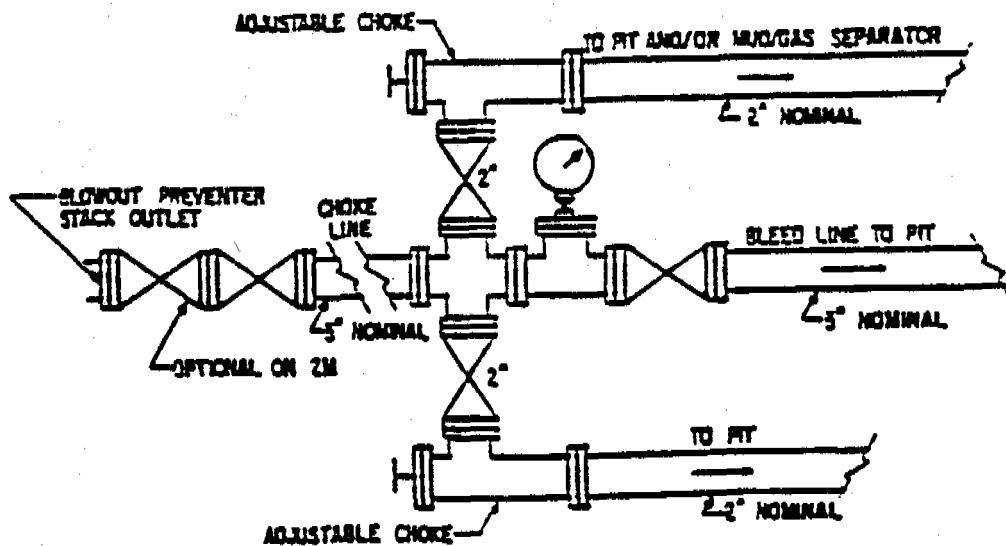 ADJUSTABLE CHOKE
TO PIT AND/OR MUD/GAS SEPARATOR
2" NOMINAL
2"
BLOWOUT PREVENTER
STACK OUTLET
CHOKE
LINE
BLEED LINE TO PIT
3" NOMINAL
3" NOMINAL
OPTIONAL ON 2M
2"
TO PIT
2" NOMINAL
ADJUSTABLE CHOKE